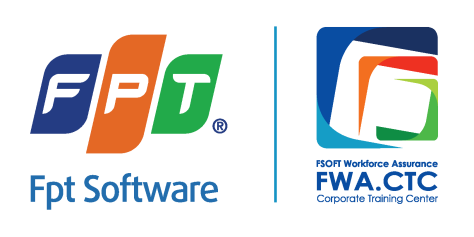 FPT®
Fpt Software
FSOFT Workforce Assurance
FWA.CTC
Corporate Training Center